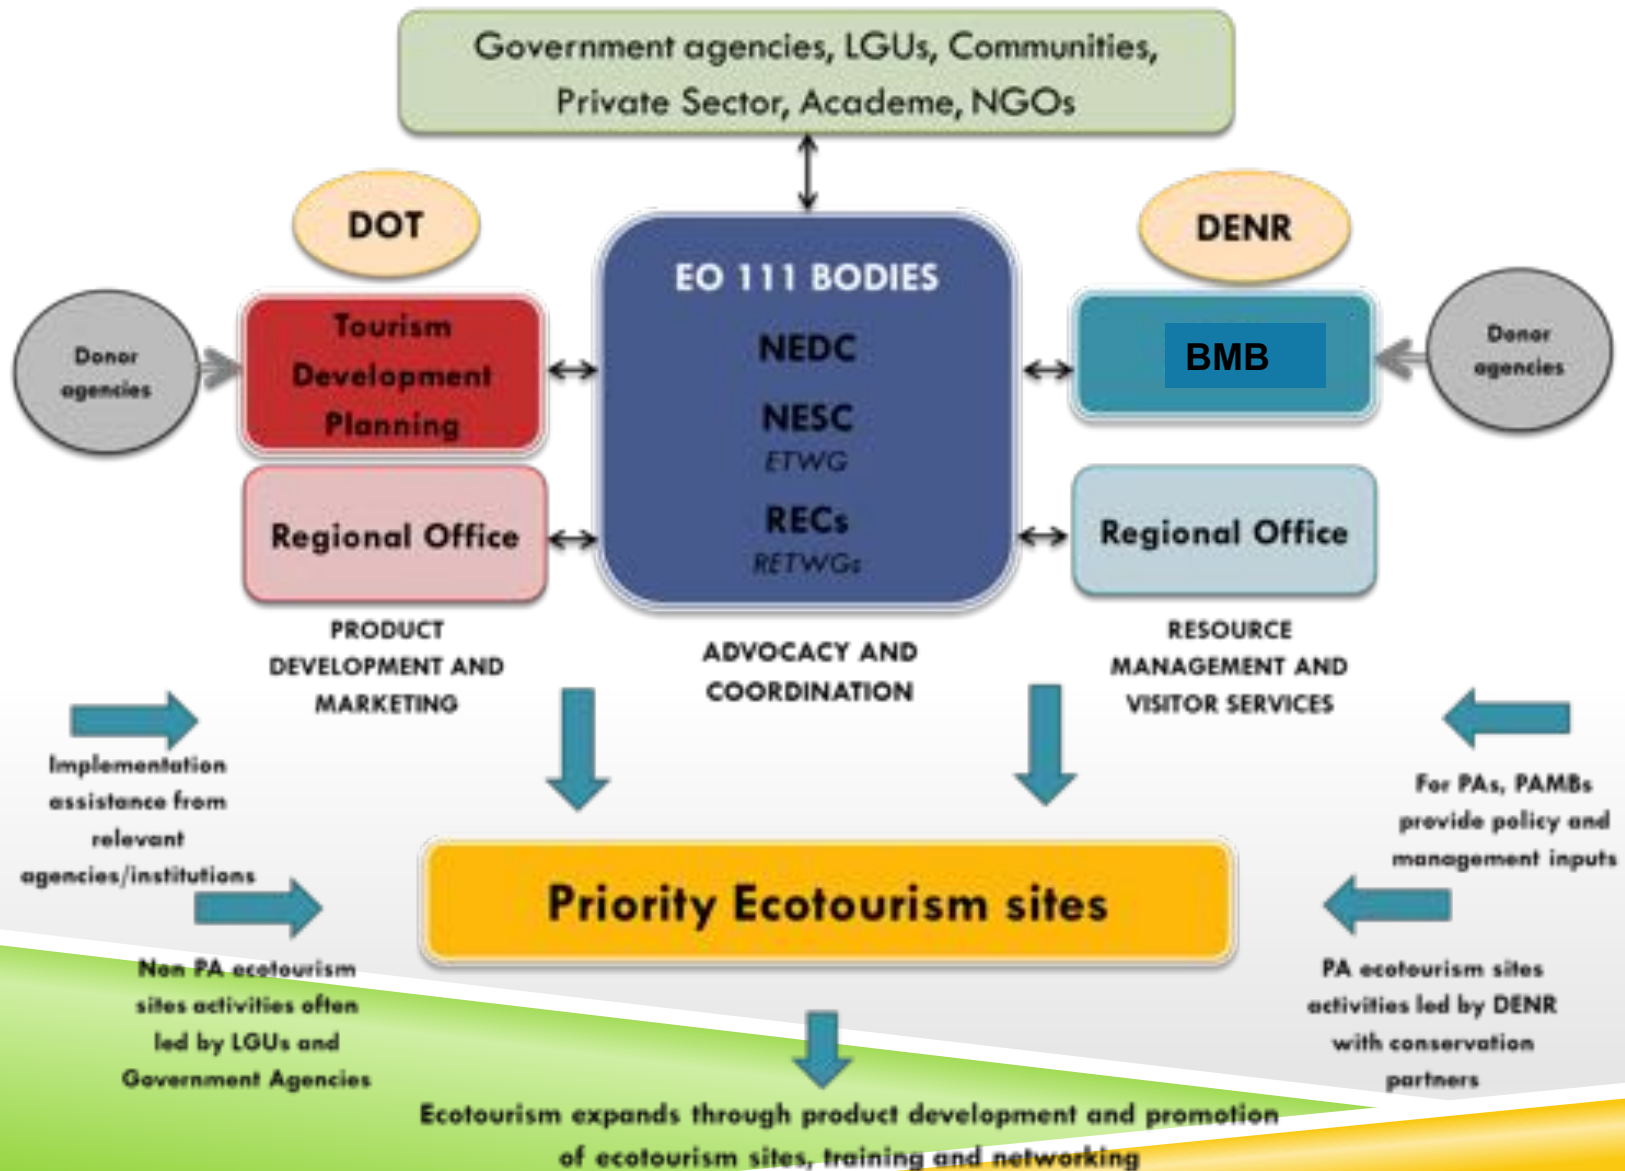 Government agencies, LGUs, Communities,
Private Sector, Academe, NGOs
DOT
DENR
EO 111 BODIES
NEDC
NESC
ETWG
RECs
RETWGs
Donor
agencies
Tourism
Development
Planning
BMB
Donor
agencies
Regional Office
Regional Office
PRODUCT
DEVELOPMENT AND
MARKETING
ADVOCACY AND
COORDINATION
RESOURCE
MANAGEMENT AND
VISITOR SERVICES
Implementation
assistance from
relevant
agencies/institutions
For PAs, PAMBs
provide policy and
management inputs
Priority Ecotourism sites
Non PA ecotourism
sites activities often
led by LGUs and
Government Agencies
PA ecotourism sites
activities led by DENR
with conservation
partners
Ecotourism expands through product development and promotion
of ecotourism sites, training and networking